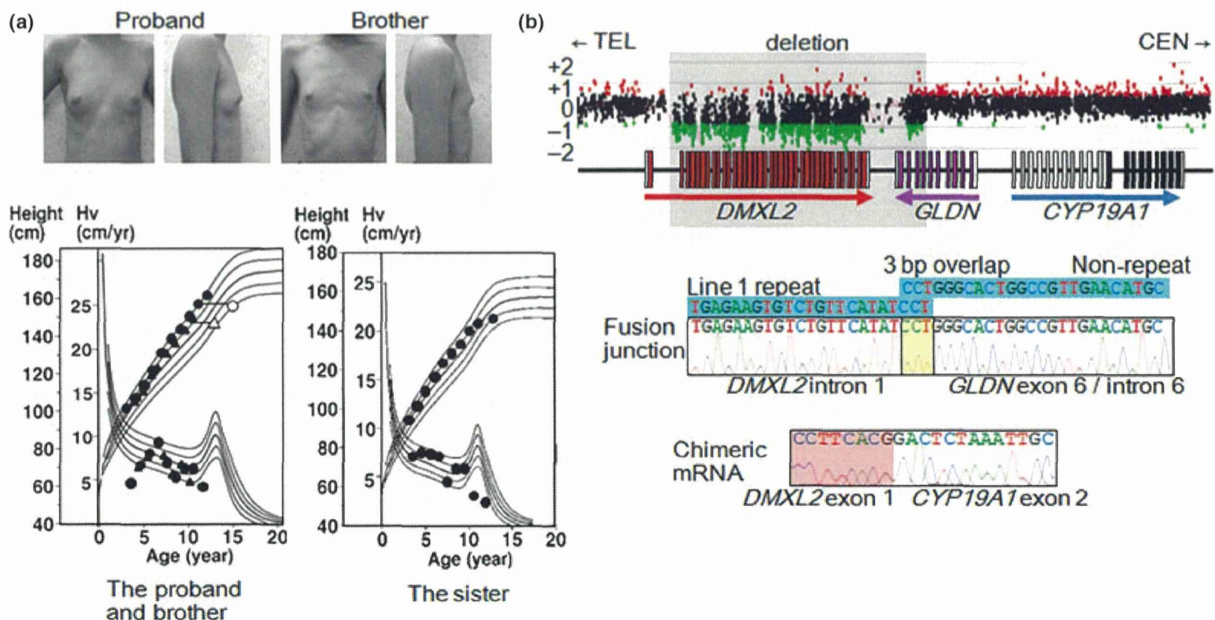 (a)
Proband
Brother
Height (cm)
Hv (cm/yr)
180
160
140
120
100
80
60
40
25
20
15
10
5
0 5 10 15 20
Age (year)
The proband
and brother
Height (cm)
Hv (cm/yr)
180
160
140
120
100
80
60
40
25
20
15
10
5
0 5 10 15 20
Age (year)
The sister
(b)
← TEL
deletion
CEN →
+2
+1
0
−1
−2
DMXL2
GLDN
CYP19A1
3 bp overlap
Non-repeat
CCTGGGCACTGGCCGTTGAACATGC
Line 1 repeat
TGAGAAGTGTCTGTTCATATCCT
Fusion
junction
TGAGAAGTGTCTGTTCATATCCTGGGCACTGGCCGTTGAACATGC
DMXL2 intron 1
GLDN exon 6 / intron 6
Chimeric
mRNA
CCTTCACGGACTCTAAATTGC
DMXL2 exon 1
CYP19A1 exon 2